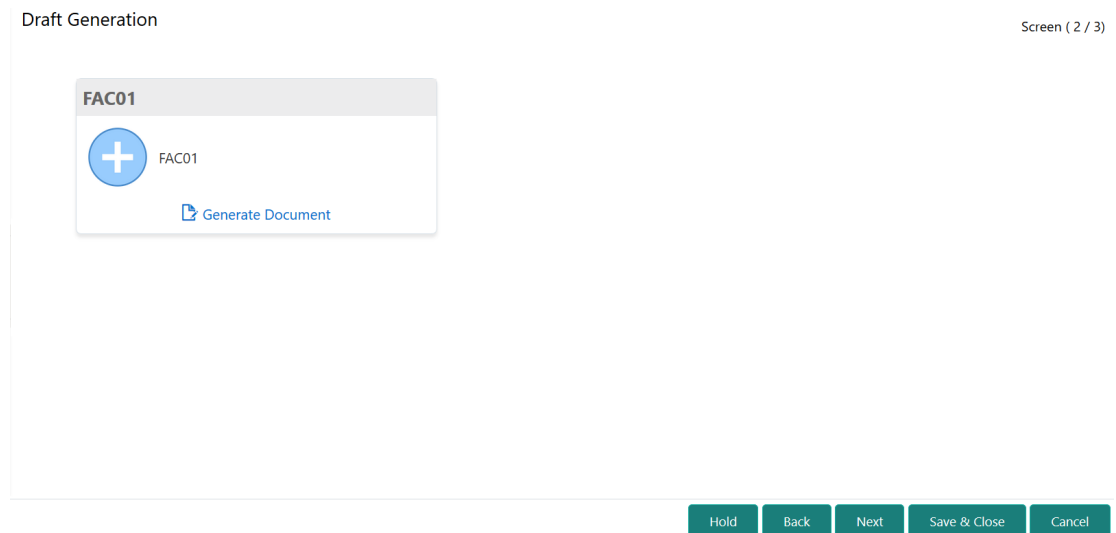 Draft Generation
Screen ( 2 / 3)
FAC01
FAC01
Generate Document
Hold Back Next Save & Close Cancel